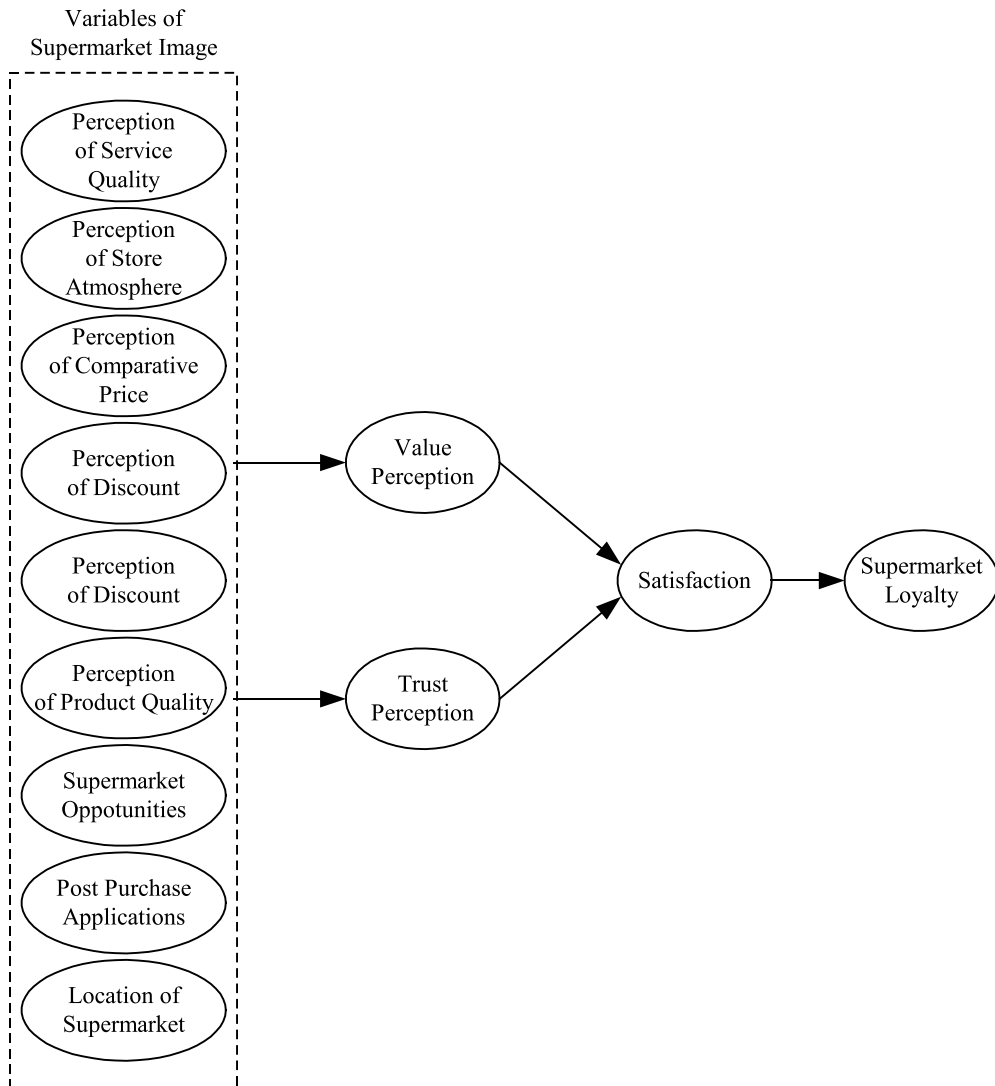 Variables of
Supermarket Image
Perception
of Service
Quality
Perception
of Store
Atmosphere
Perception
of Comparative
Price
Perception
of Discount
Perception
of Discount
Perception
of Product Quality
Supermarket
Oppotunities
Post Purchase
Applications
Location of
Supermarket
Value
Perception
Trust
Perception
Satisfaction
Supermarket
Loyalty